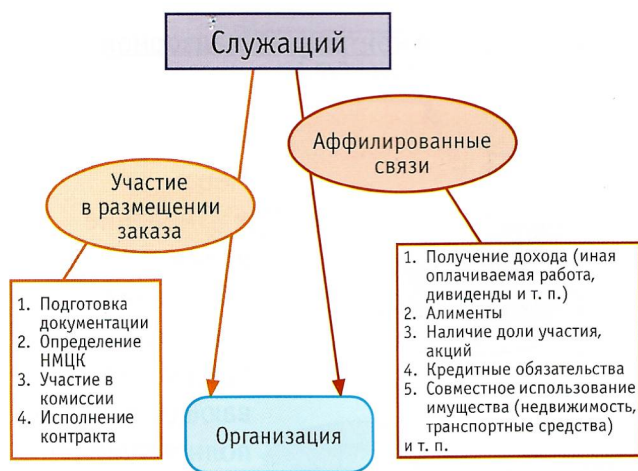 Служащий
Аффилированные
связи
Участие
в размещении
заказа
1. Подготовка
документации
2. Определение
НМЦК
3. Участие в
комиссии
4. Исполнение
контракта
1. Получение дохода (иная
оплачиваемая работа,
дивиденды и т. п.)
2. Алименты
3. Наличие доли участия,
акций
4. Кредитные обязательства
5. Совместное использование
имущества (недвижимость,
транспортные средства)
и т. п.
Организация